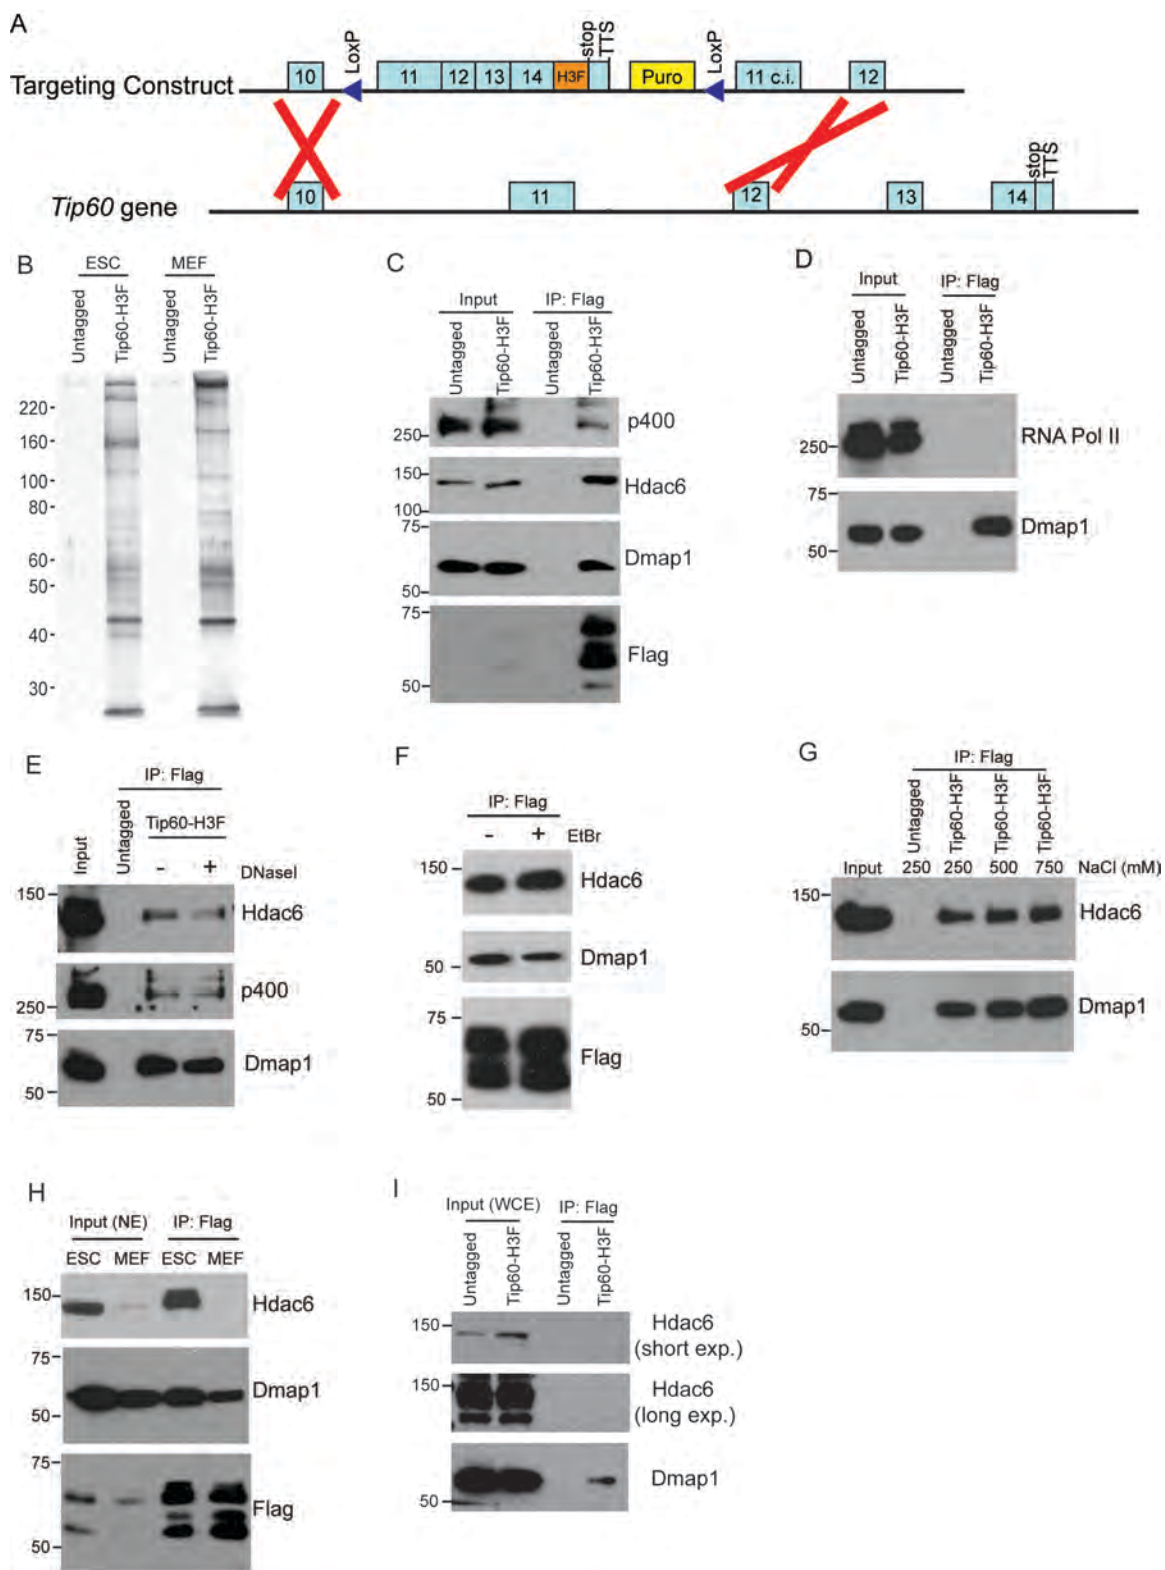 A
Targeting Construct
10 LoxP 11 12 13 14 H3F stop TTS Puro LoxP 11 c.i. 12
Tip60 gene
10 11 12 13 14 stop TTS
B
ESC MEF
Untagged Tip60-H3F Untagged Tip60-H3F
220
160
100
80
60
50
40
30
C
Input IP: Flag
Untagged Tip60-H3F Untagged Tip60-H3F
250 p400
150 Hdac6
100
75 Dmap1
50
75 Flag
50
D
Input IP: Flag
Untagged Tip60-H3F Untagged Tip60-H3F
250 RNA Pol II
75 Dmap1
50
E
IP: Flag
Input Untagged Tip60-H3F
- + DNaseI
150 Hdac6
250 p400
75 Dmap1
50
F
IP: Flag
- + EtBr
150 Hdac6
50 Dmap1
75 Flag
50
G
IP: Flag
Untagged Tip60-H3F Tip60-H3F Tip60-H3F
Input 250 250 500 750 NaCl (mM)
150 Hdac6
50 Dmap1
H
Input (NE) IP: Flag
ESC MEF ESC MEF
150 Hdac6
75 Dmap1
50
75 Flag
50
I
Input (WCE) IP: Flag
Untagged Tip60-H3F Untagged Tip60-H3F
150 Hdac6
(short exp.)
150 Hdac6
(long exp.)
50 Dmap1